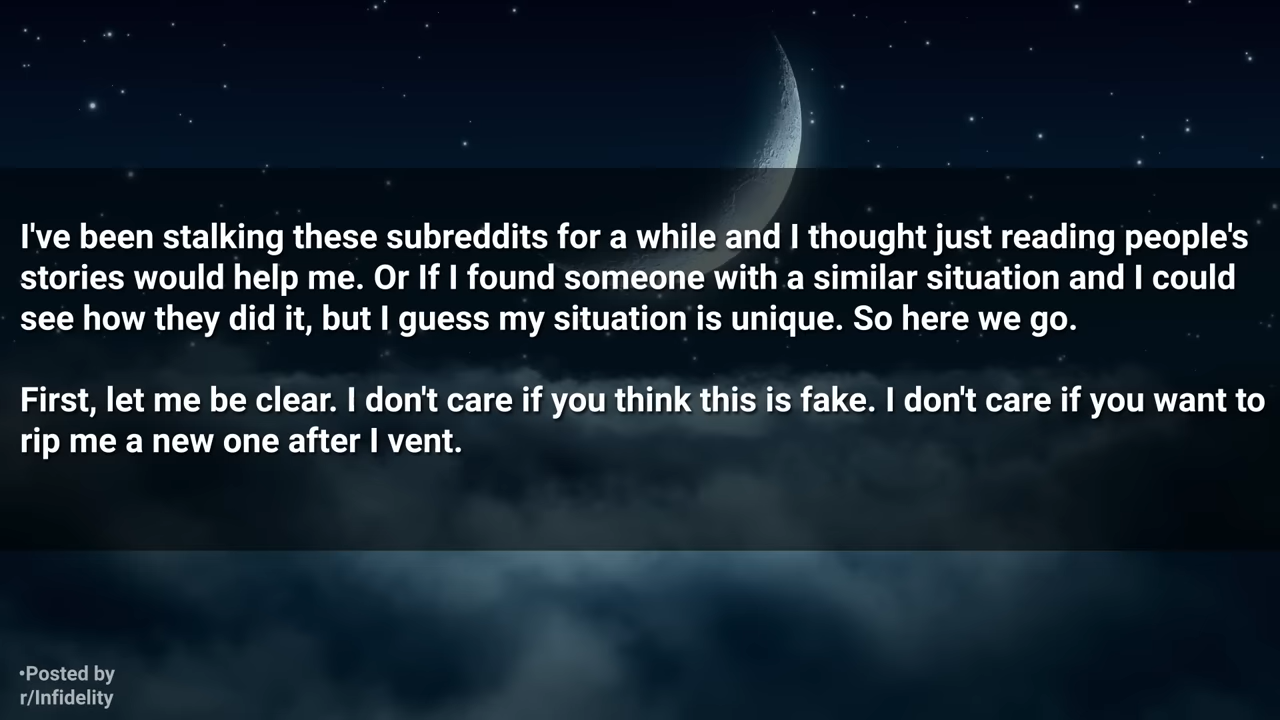 I've been stalking these subreddits for a while and I thought just reading people's
stories would help me. Or If I found someone with a similar situation and I could
see how they did it, but I guess my situation is unique. So here we go.
First, let me be clear. I don't care if you think this is fake. I don't care if you want to
rip me a new one after I vent.
•Posted by
r/Infidelity